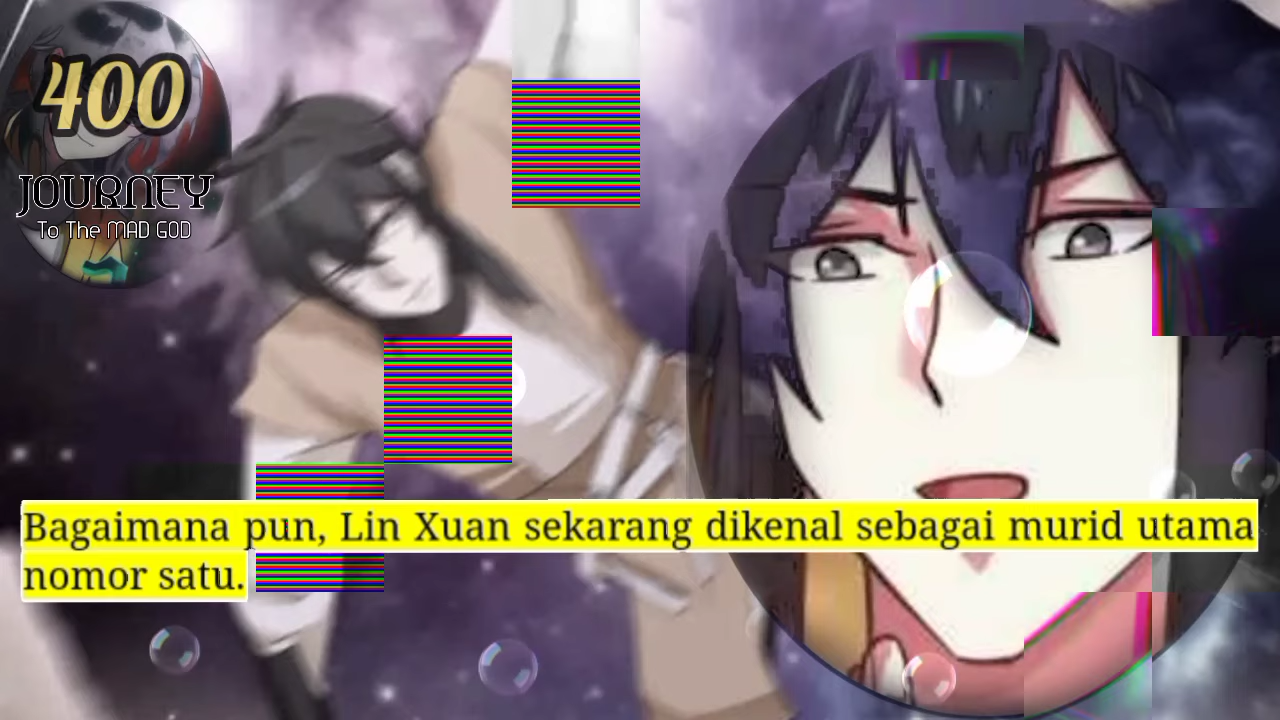 400
JOURNEY
To The MAD GOD
Bagaimana pun, Lin Xuan sekarang dikenal sebagai murid utama
nomor satu.